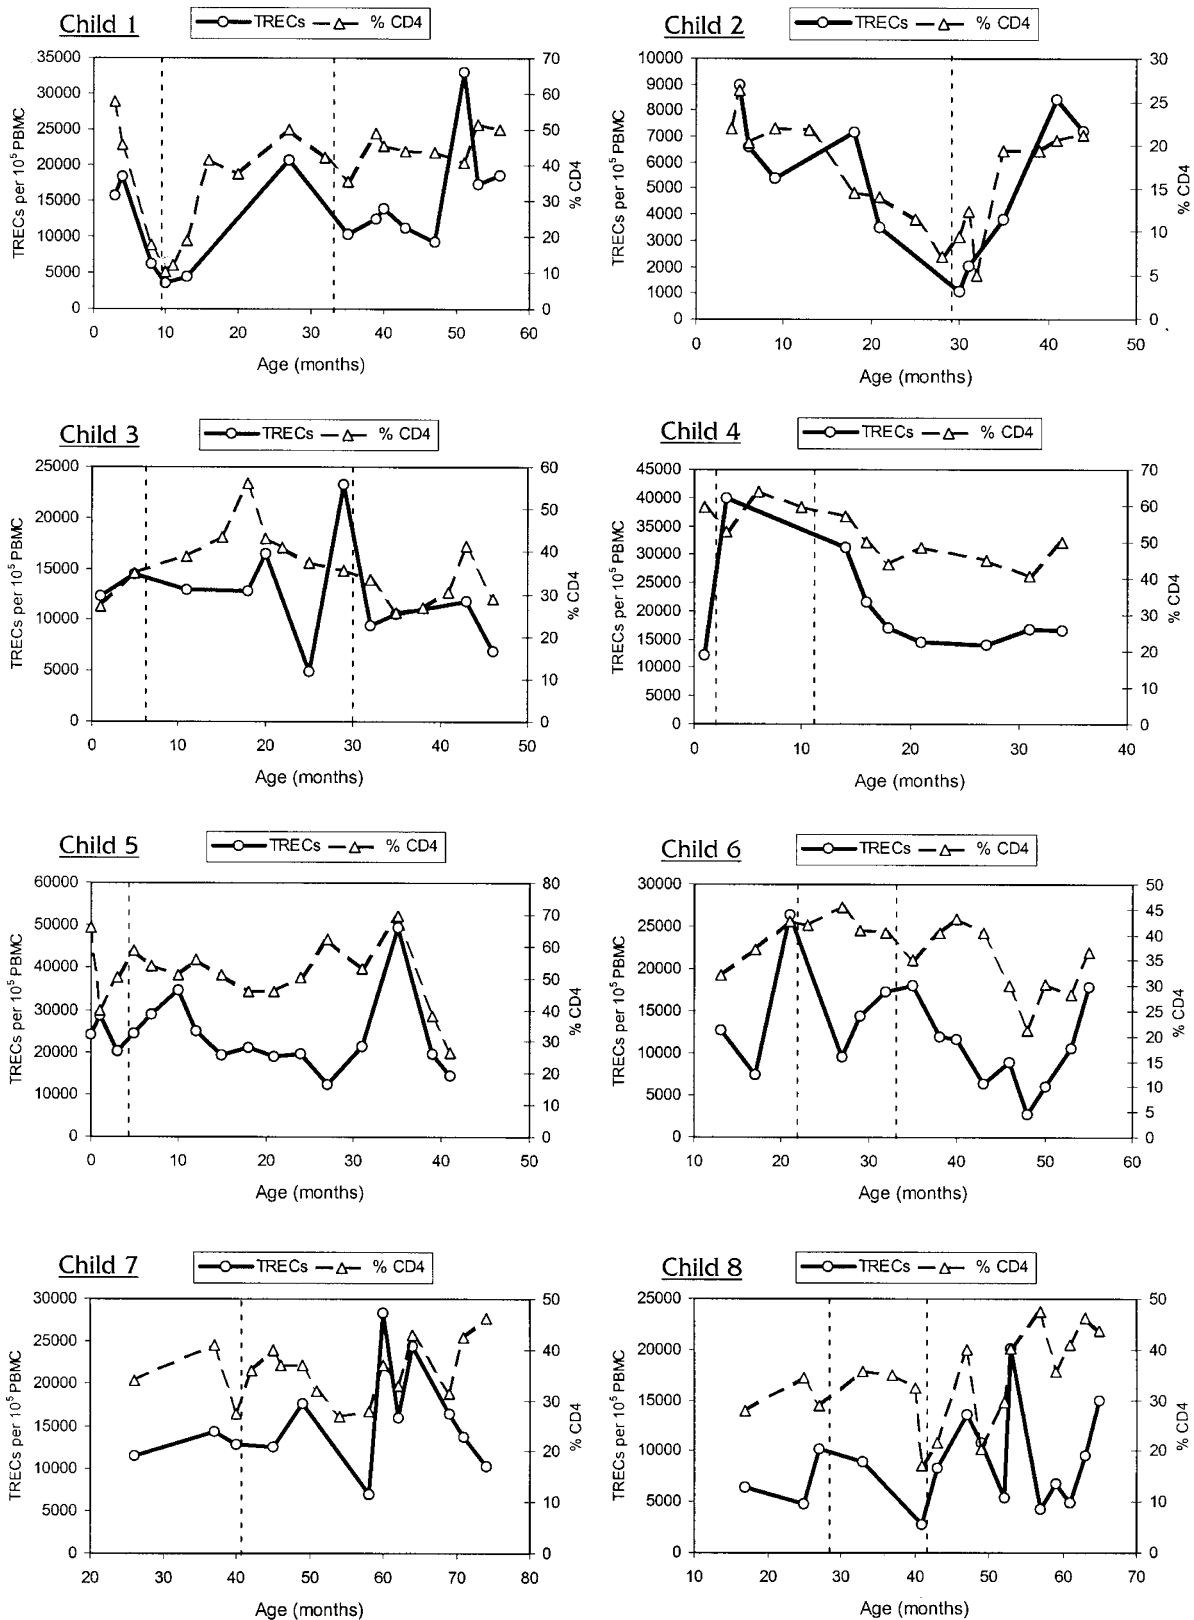 Child 1
TRECs % CD4
35000
30000
25000
20000
15000
10000
5000
0
70
60
50
40
30
20
10
0
0 10 20 30 40 50 60
TRECs per 10⁵ PBMC
% CD4
Age (months)
Child 2
TRECs % CD4
10000
9000
8000
7000
6000
5000
4000
3000
2000
1000
0
30
25
20
15
10
5
0
0 10 20 30 40 50
TRECs per 10⁵ PBMC
% CD4
Age (months)
Child 3
TRECs % CD4
25000
20000
15000
10000
5000
0
60
50
40
30
20
10
0
0 10 20 30 40 50
TRECs per 10⁵ PBMC
% CD4
Age (months)
Child 4
TRECs % CD4
45000
40000
35000
30000
25000
20000
15000
10000
5000
0
70
60
50
40
30
20
10
0
0 10 20 30 40
TRECs per 10⁵ PBMC
% CD4
Age (months)
Child 5
TRECs % CD4
60000
50000
40000
30000
20000
10000
0
80
70
60
50
40
30
20
10
0
0 10 20 30 40 50
TRECs per 10⁵ PBMC
% CD4
Age (months)
Child 6
TRECs % CD4
30000
25000
20000
15000
10000
5000
0
50
45
40
35
30
25
20
15
10
5
0
10 20 30 40 50 60
TRECs per 10⁵ PBMC
% CD4
Age (months)
Child 7
TRECs % CD4
30000
25000
20000
15000
10000
5000
0
50
40
30
20
10
0
20 30 40 50 60 70 80
TRECs per 10⁵ PBMC
% CD4
Age (months)
Child 8
TRECs % CD4
25000
20000
15000
10000
5000
0
50
40
30
20
10
0
10 20 30 40 50 60 70
TRECs per 10⁵ PBMC
% CD4
Age (months)